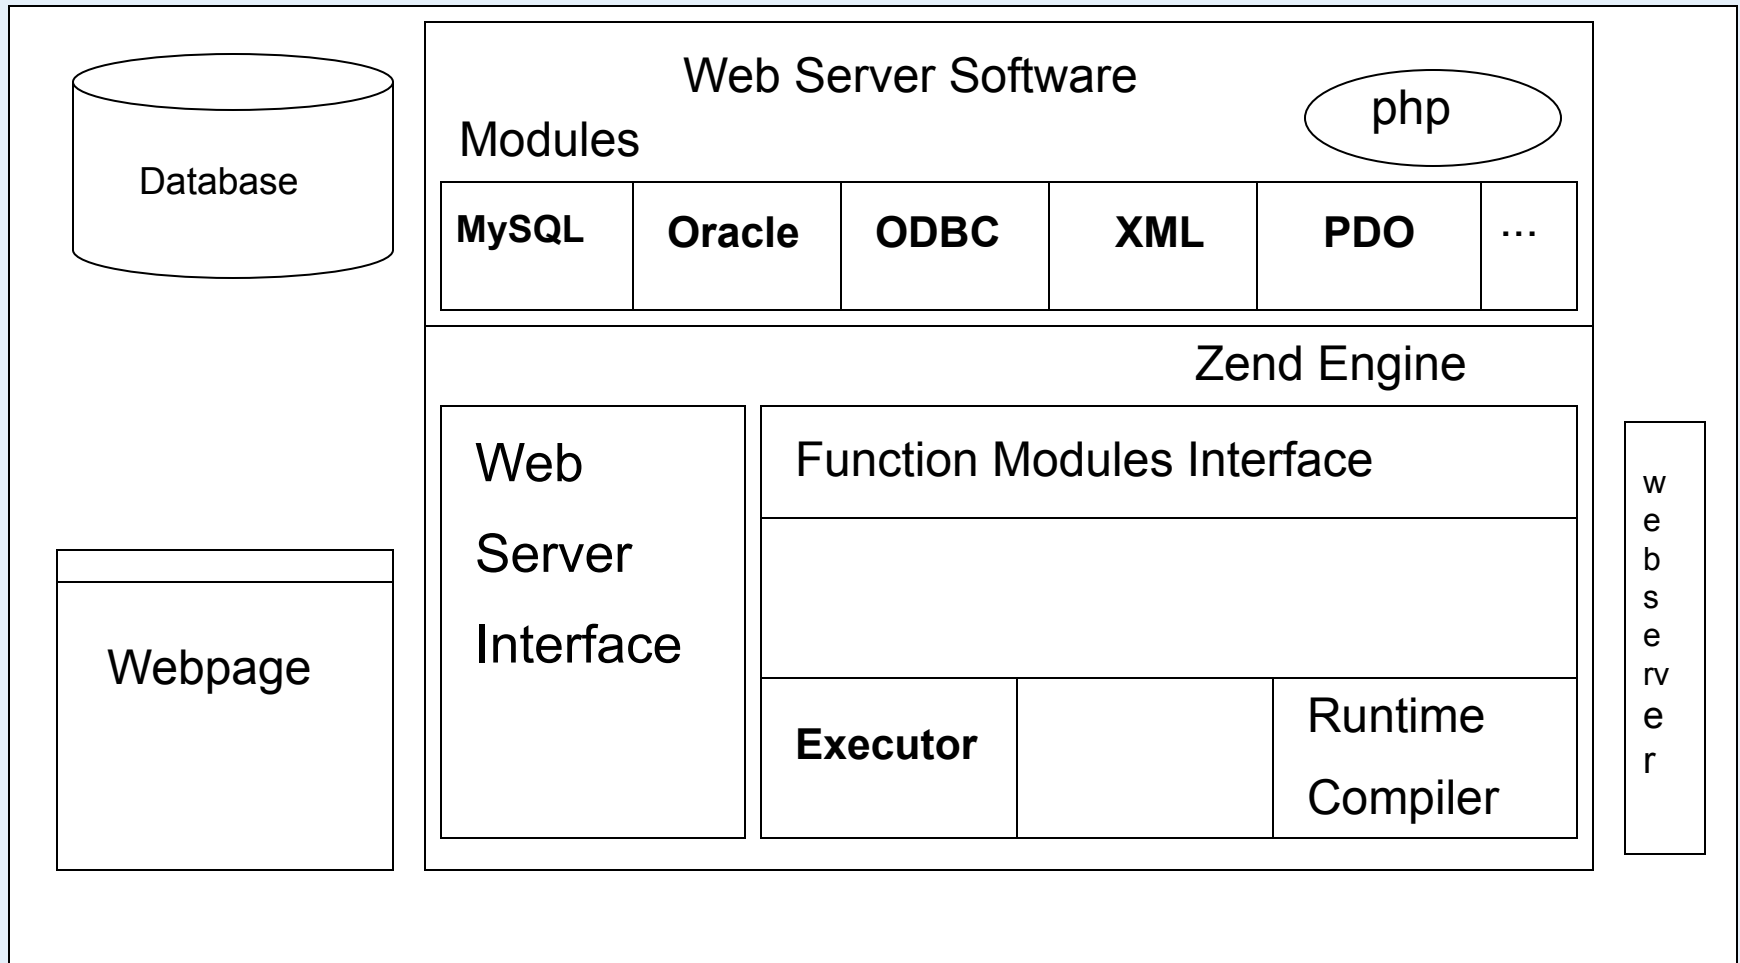 Web Server Software
php
Modules
Database
MySQL
Oracle
ODBC
XML
PDO
...
Zend Engine
Web
Server
Interface
Function Modules Interface
Webpage
Executor
Runtime
Compiler
w
e
b
s
e
rv
e
r